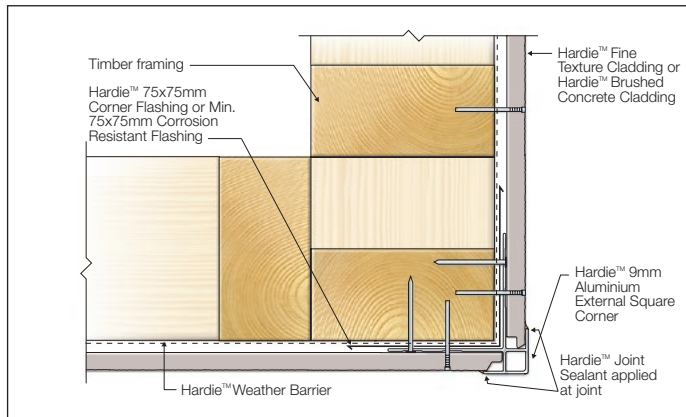 Timber framing
Hardie™ 75x75mm
Corner Flashing or Min.
75x75mm Corrosion
Resistant Flashing
Hardie™ Fine
Texture Cladding or
Hardie™ Brushed
Concrete Cladding
Hardie™ 9mm
Aluminium
External Square
Corner
Hardie™ Joint
Sealant applied
at joint
Hardie™ Weather Barrier